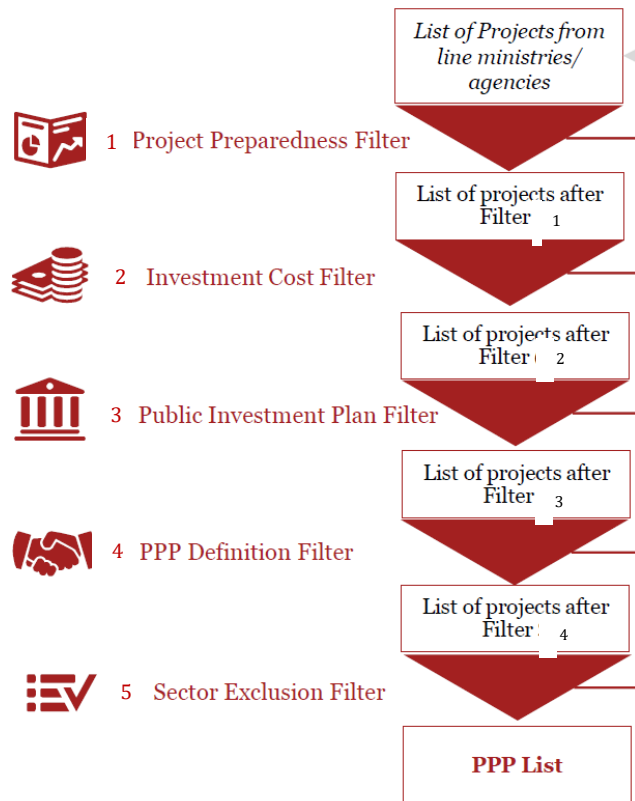 List of Projects from
line ministries/
agencies
1 Project Preparedness Filter
List of projects after
Filter 1
2 Investment Cost Filter
List of projects after
Filter 2
3 Public Investment Plan Filter
List of projects after
Filter 3
4 PPP Definition Filter
List of projects after
Filter 4
5 Sector Exclusion Filter
PPP List